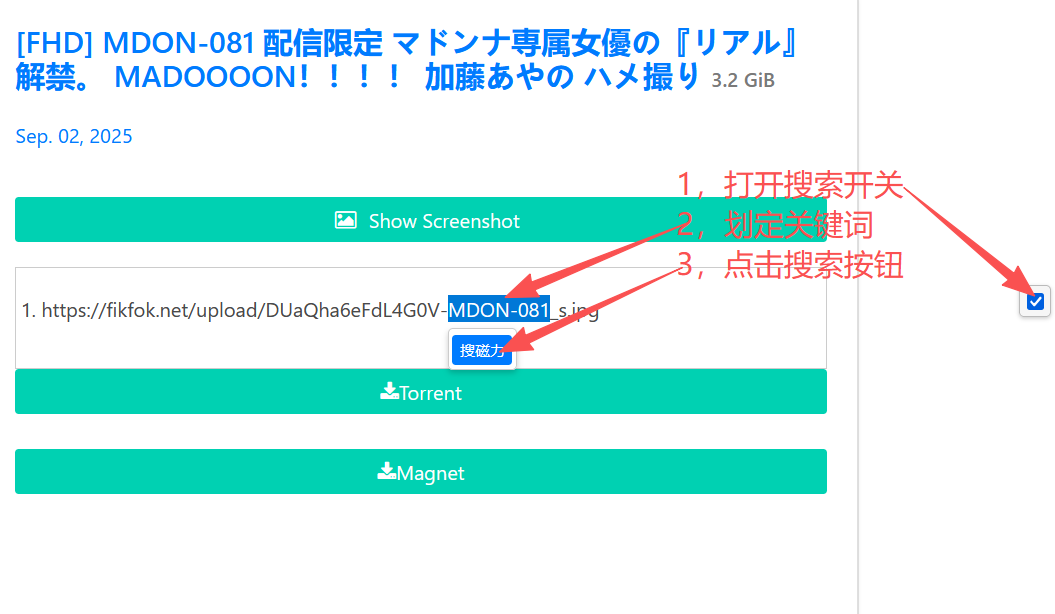 [FHD] MDON-081 配信限定 マドンナ専属女優の『リアル』
解禁。 MADOOOON！！！！ 加藤あやの ハメ撮り 3.2 GiB
Sep. 02, 2025
1，打开搜索开关
Show Screenshot
2，划定关键词
3，点击搜索按钮
1. https://fikfok.net/upload/DUaQha6eFdL4G0V-MDON-081_s.jpg
搜磁力
Torrent
Magnet